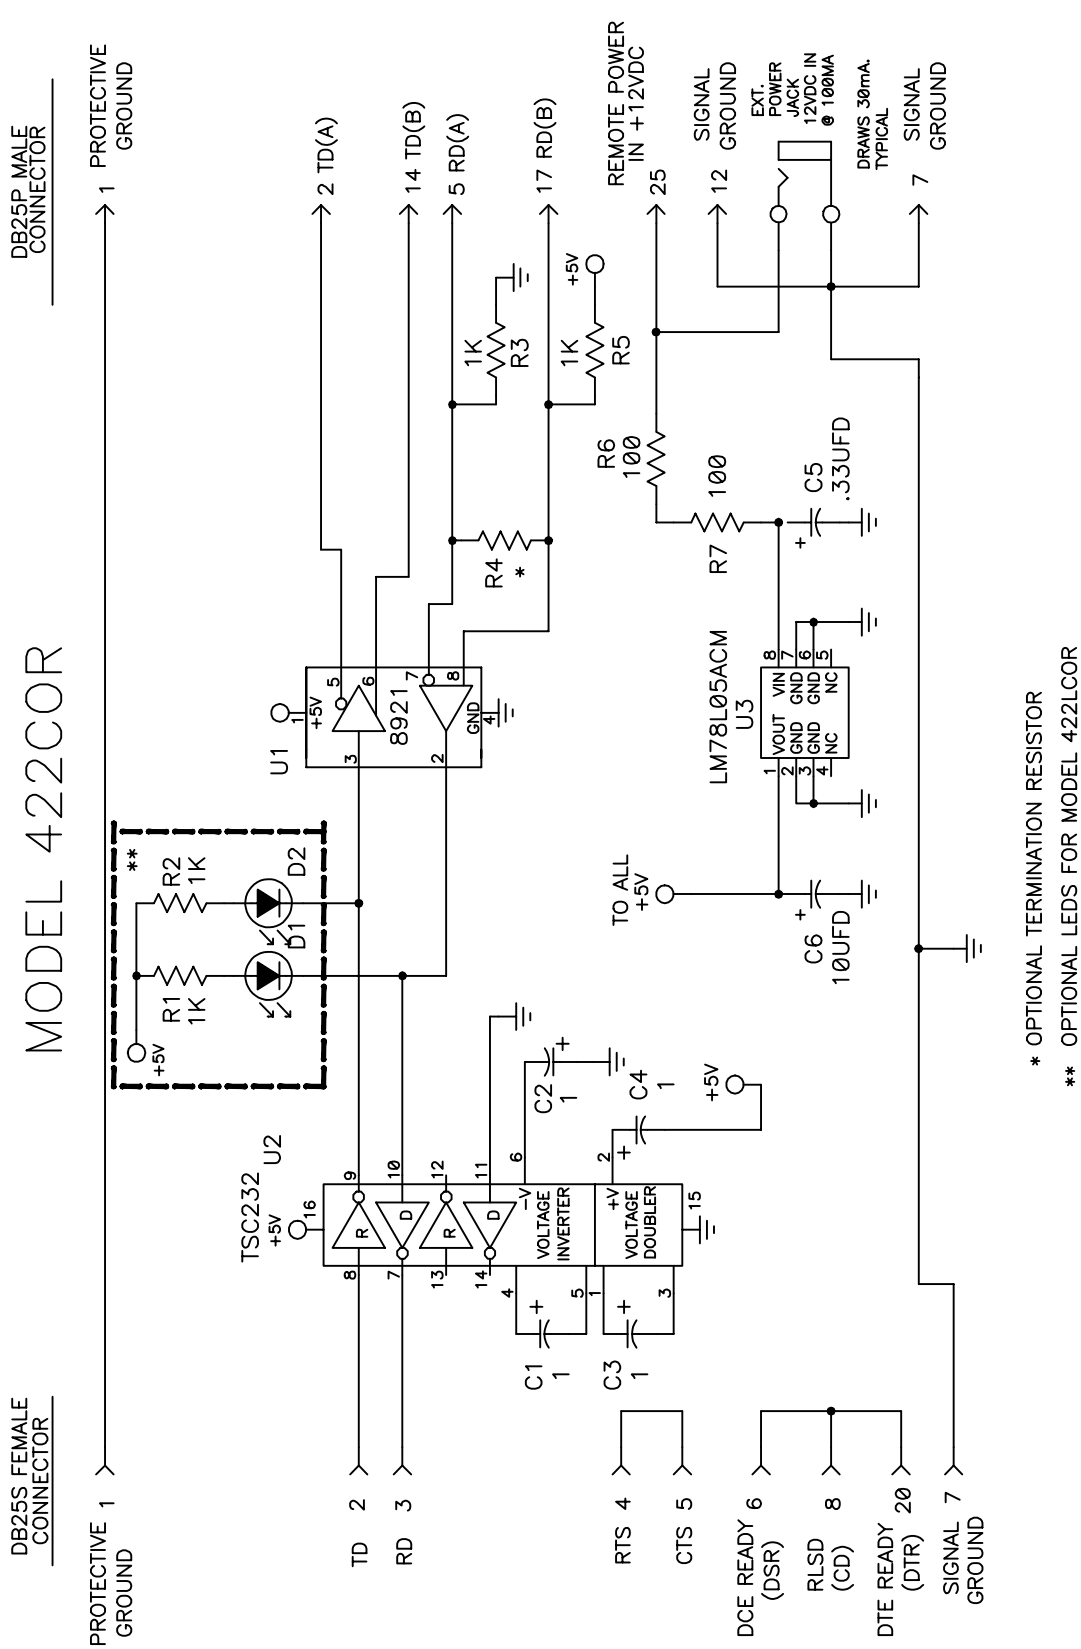 MODEL 422COR
DB25S FEMALE
CONNECTOR
DB25P MALE
CONNECTOR
PROTECTIVE
GROUND
1
1
PROTECTIVE
GROUND
+5V
R1
1K
R2
1K
**
D1
D2
TD 2
RD 3
TSC232
U2
+5V
16
8
9
R
7
10
D
13
12
R
14
11
D
4
5
VOLTAGE
INVERTER
-V
6
1
3
VOLTAGE
DOUBLER
+V
2
15
C1
1
+
C3
1
+
C2
1
+
C4
1
+
+5V
U1
1
+5V
3
5
6
8921
2
7
8
GND
4
2 TD(A)
14 TD(B)
5 RD(A)
17 RD(B)
1K
R3
1K
R5
+5V
R4
*
REMOTE POWER
IN +12VDC
25
12
SIGNAL
GROUND
EXT.
POWER
JACK
12VDC IN
@ 100MA
DRAWS 30mA.
TYPICAL
7
SIGNAL
GROUND
R6
100
R7
100
C5
.33UFD
+
LM78L05ACM
U3
1
VOUT
VIN
8
2
GND
GND
7
3
GND
GND
6
4
NC
NC
5
TO ALL
+5V
C6
10UFD
+
RTS 4
CTS 5
DCE READY 6
(DSR)
RLSD 8
(CD)
DTE READY 20
(DTR)
SIGNAL 7
GROUND
* OPTIONAL TERMINATION RESISTOR
** OPTIONAL LEDS FOR MODEL 422LCOR